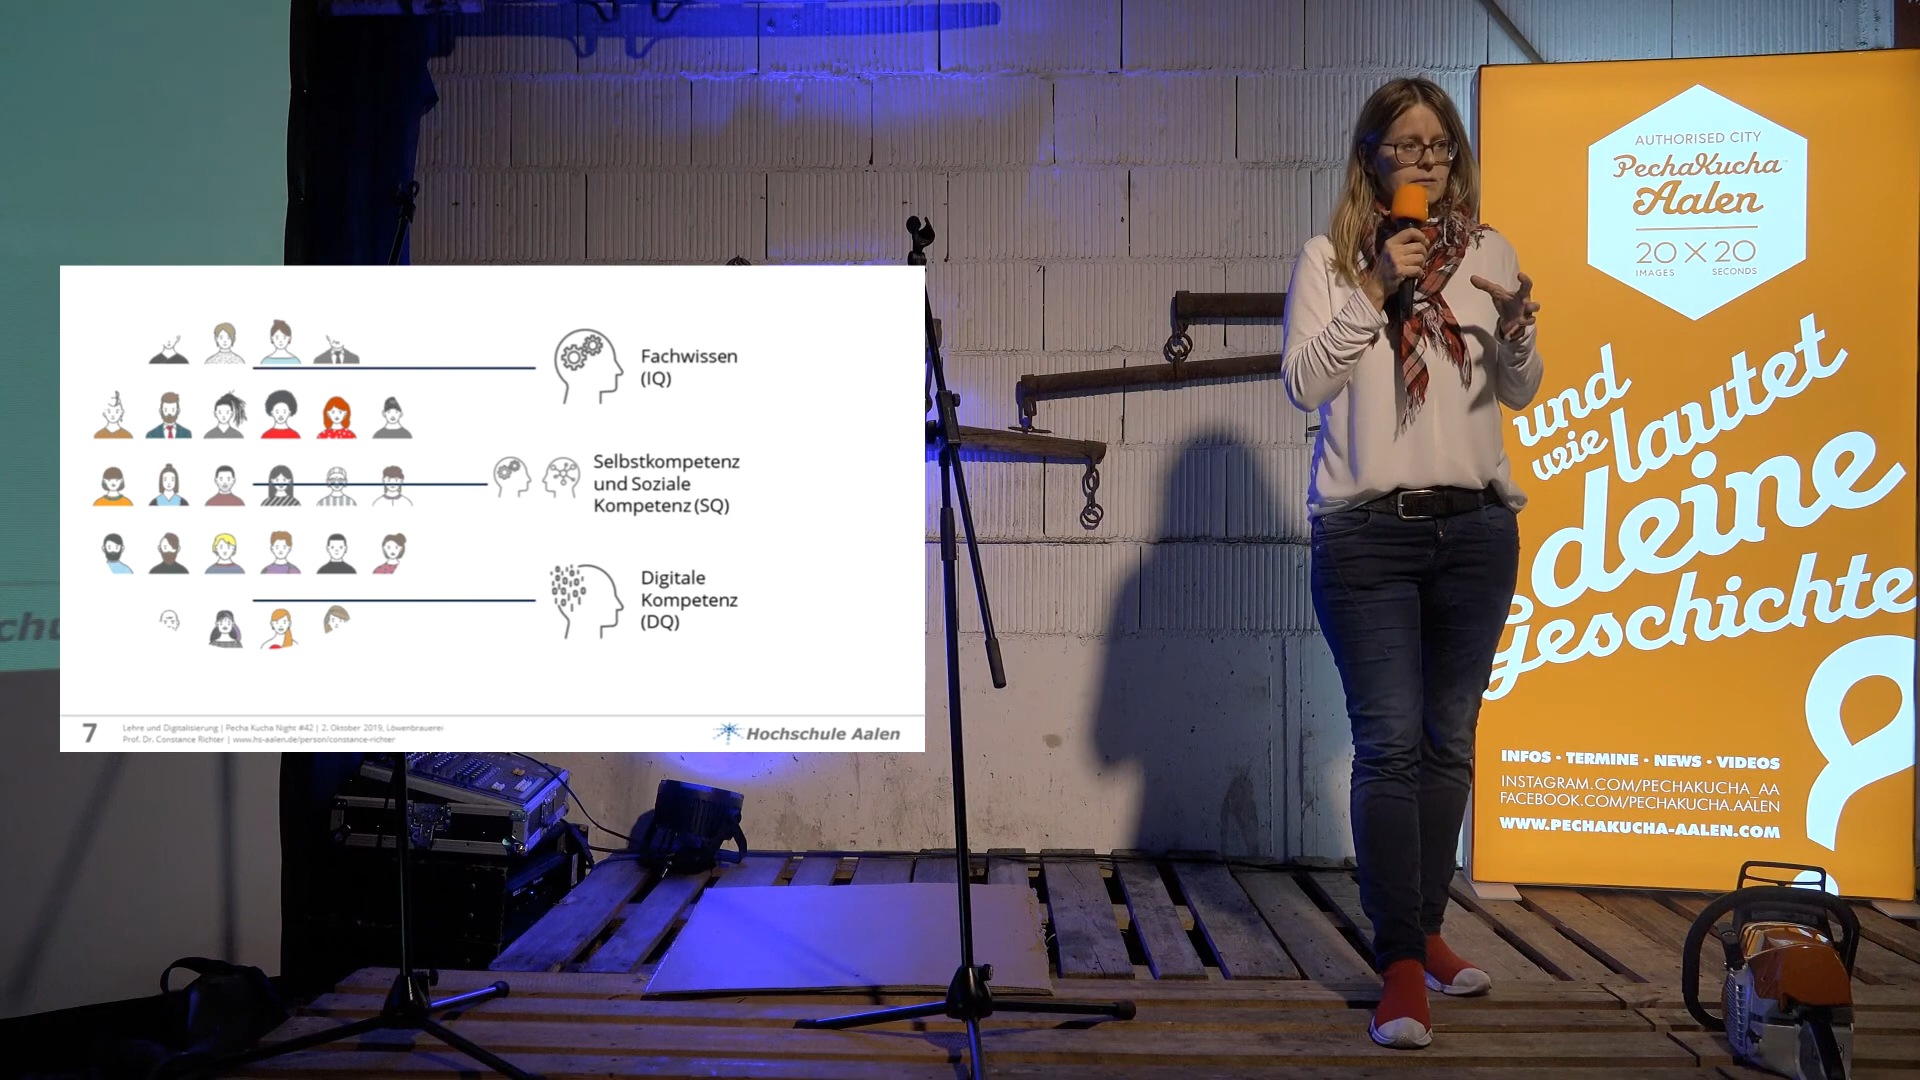 Fachwissen
(IQ)
Selbstkompetenz
und Soziale
Kompetenz (SQ)
Digitale
Kompetenz
(DQ)
7
Lehre und Digitalisierung | Pecha Kucha Night #42 | 2. Oktober 2019, Löwenbrauerei
Prof. Dr. Constance Richter | www.hs-aalen.de/person/constance-richter
Hochschule Aalen
chu
AUTHORISED CITY
PechaKucha
Aalen
20 X 20
IMAGES SECONDS
und
wie lautet
deine
geschichte
INFOS · TERMINE · NEWS · VIDEOS
INSTAGRAM.COM/PECHAKUCHA_AA
FACEBOOK.COM/PECHAKUCHA.AALEN
WWW.PECHAKUCHA-AALEN.COM